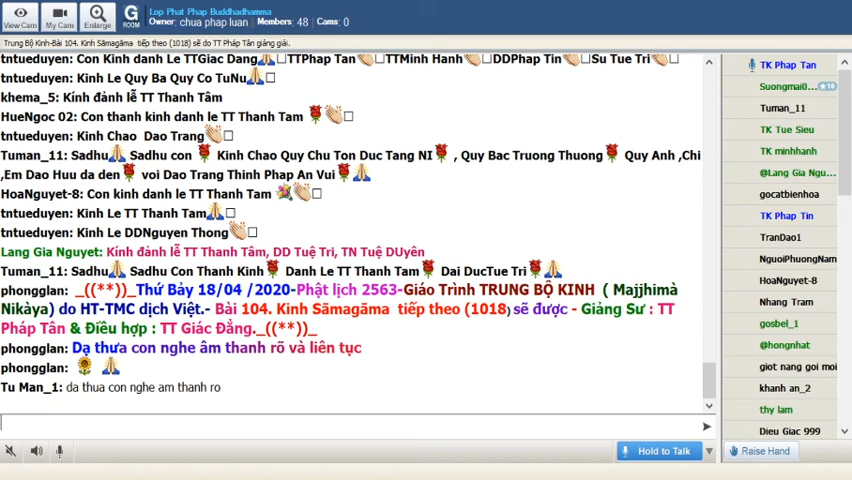 View Cam
My Cam
Enlarge
G
ROOM
Lop Phat Phap Buddhadhamma
Owner: chua phap luan   Members: 48   Cams: 0
Trung Bộ Kinh-Bài 104. Kinh Sāmagāma tiếp theo (1018) sẽ do TT Pháp Tân giảng giải.
tntueduyen: Con Kinh danh Le TTGiac Dang TTPhap Tan TTMinh Hanh DDPhap Tin Su Tue Tri
tntueduyen: Kinh Le Quy Ba Quy Co TuNu
khema_5: Kính đảnh lễ TT Thanh Tâm
HueNgoc 02: Con thanh kinh danh le TT Thanh Tam
tntueduyen: Kinh Chao Dao Trang
Tuman_11: Sadhu Sadhu con Kinh Chao Quy Chu Ton Duc Tang NI , Quy Bac Truong Thuong Quy Anh ,Chi
,Em Dao Huu da den voi Dao Trang Thinh Phap An Vui
HoaNguyet-8: Con kinh danh le TT Thanh Tam
tntueduyen: Kinh Le TT Thanh Tam
tntueduyen: Kinh Le DDNguyen Thong
Lang Gia Nguyet: Kính đảnh lễ TT Thanh Tâm, DD Tuệ Tri, TN Tuệ DUyên
Tuman_11: Sadhu Sadhu Con Thanh Kinh Danh Le TT Thanh Tam Dai DucTue Tri
phongglan: _((**))_Thứ Bảy 18/04 /2020-Phật lịch 2563-Giáo Trình TRUNG BỘ KINH ( Majjhimà
Nikàya) do HT-TMC dịch Việt.- Bài 104. Kinh Sāmagāma tiếp theo (1018) sẽ được - Giảng Sư : TT
Pháp Tân & Điều hợp : TT Giác Đẳng._((**))_
phongglan: Dạ thưa con nghe âm thanh rõ và liên tục
phongglan:
Tu Man_1: da thua con nghe am thanh ro
Hold to Talk
TK Phap Tan
Suongmai0... 10
Tuman_11
TK Tue Sieu
TK minhhanh
@Lang Gia Ngu...
gocatbienhoa
TK Phap Tin
TranDao1
NguoiPhuongNam
HoaNguyet-8
Nhang Tram
gosbel_1
@hongnhat
giot nang goi moi
khanh an_2
thy lam
Dieu Giac 999
Raise Hand